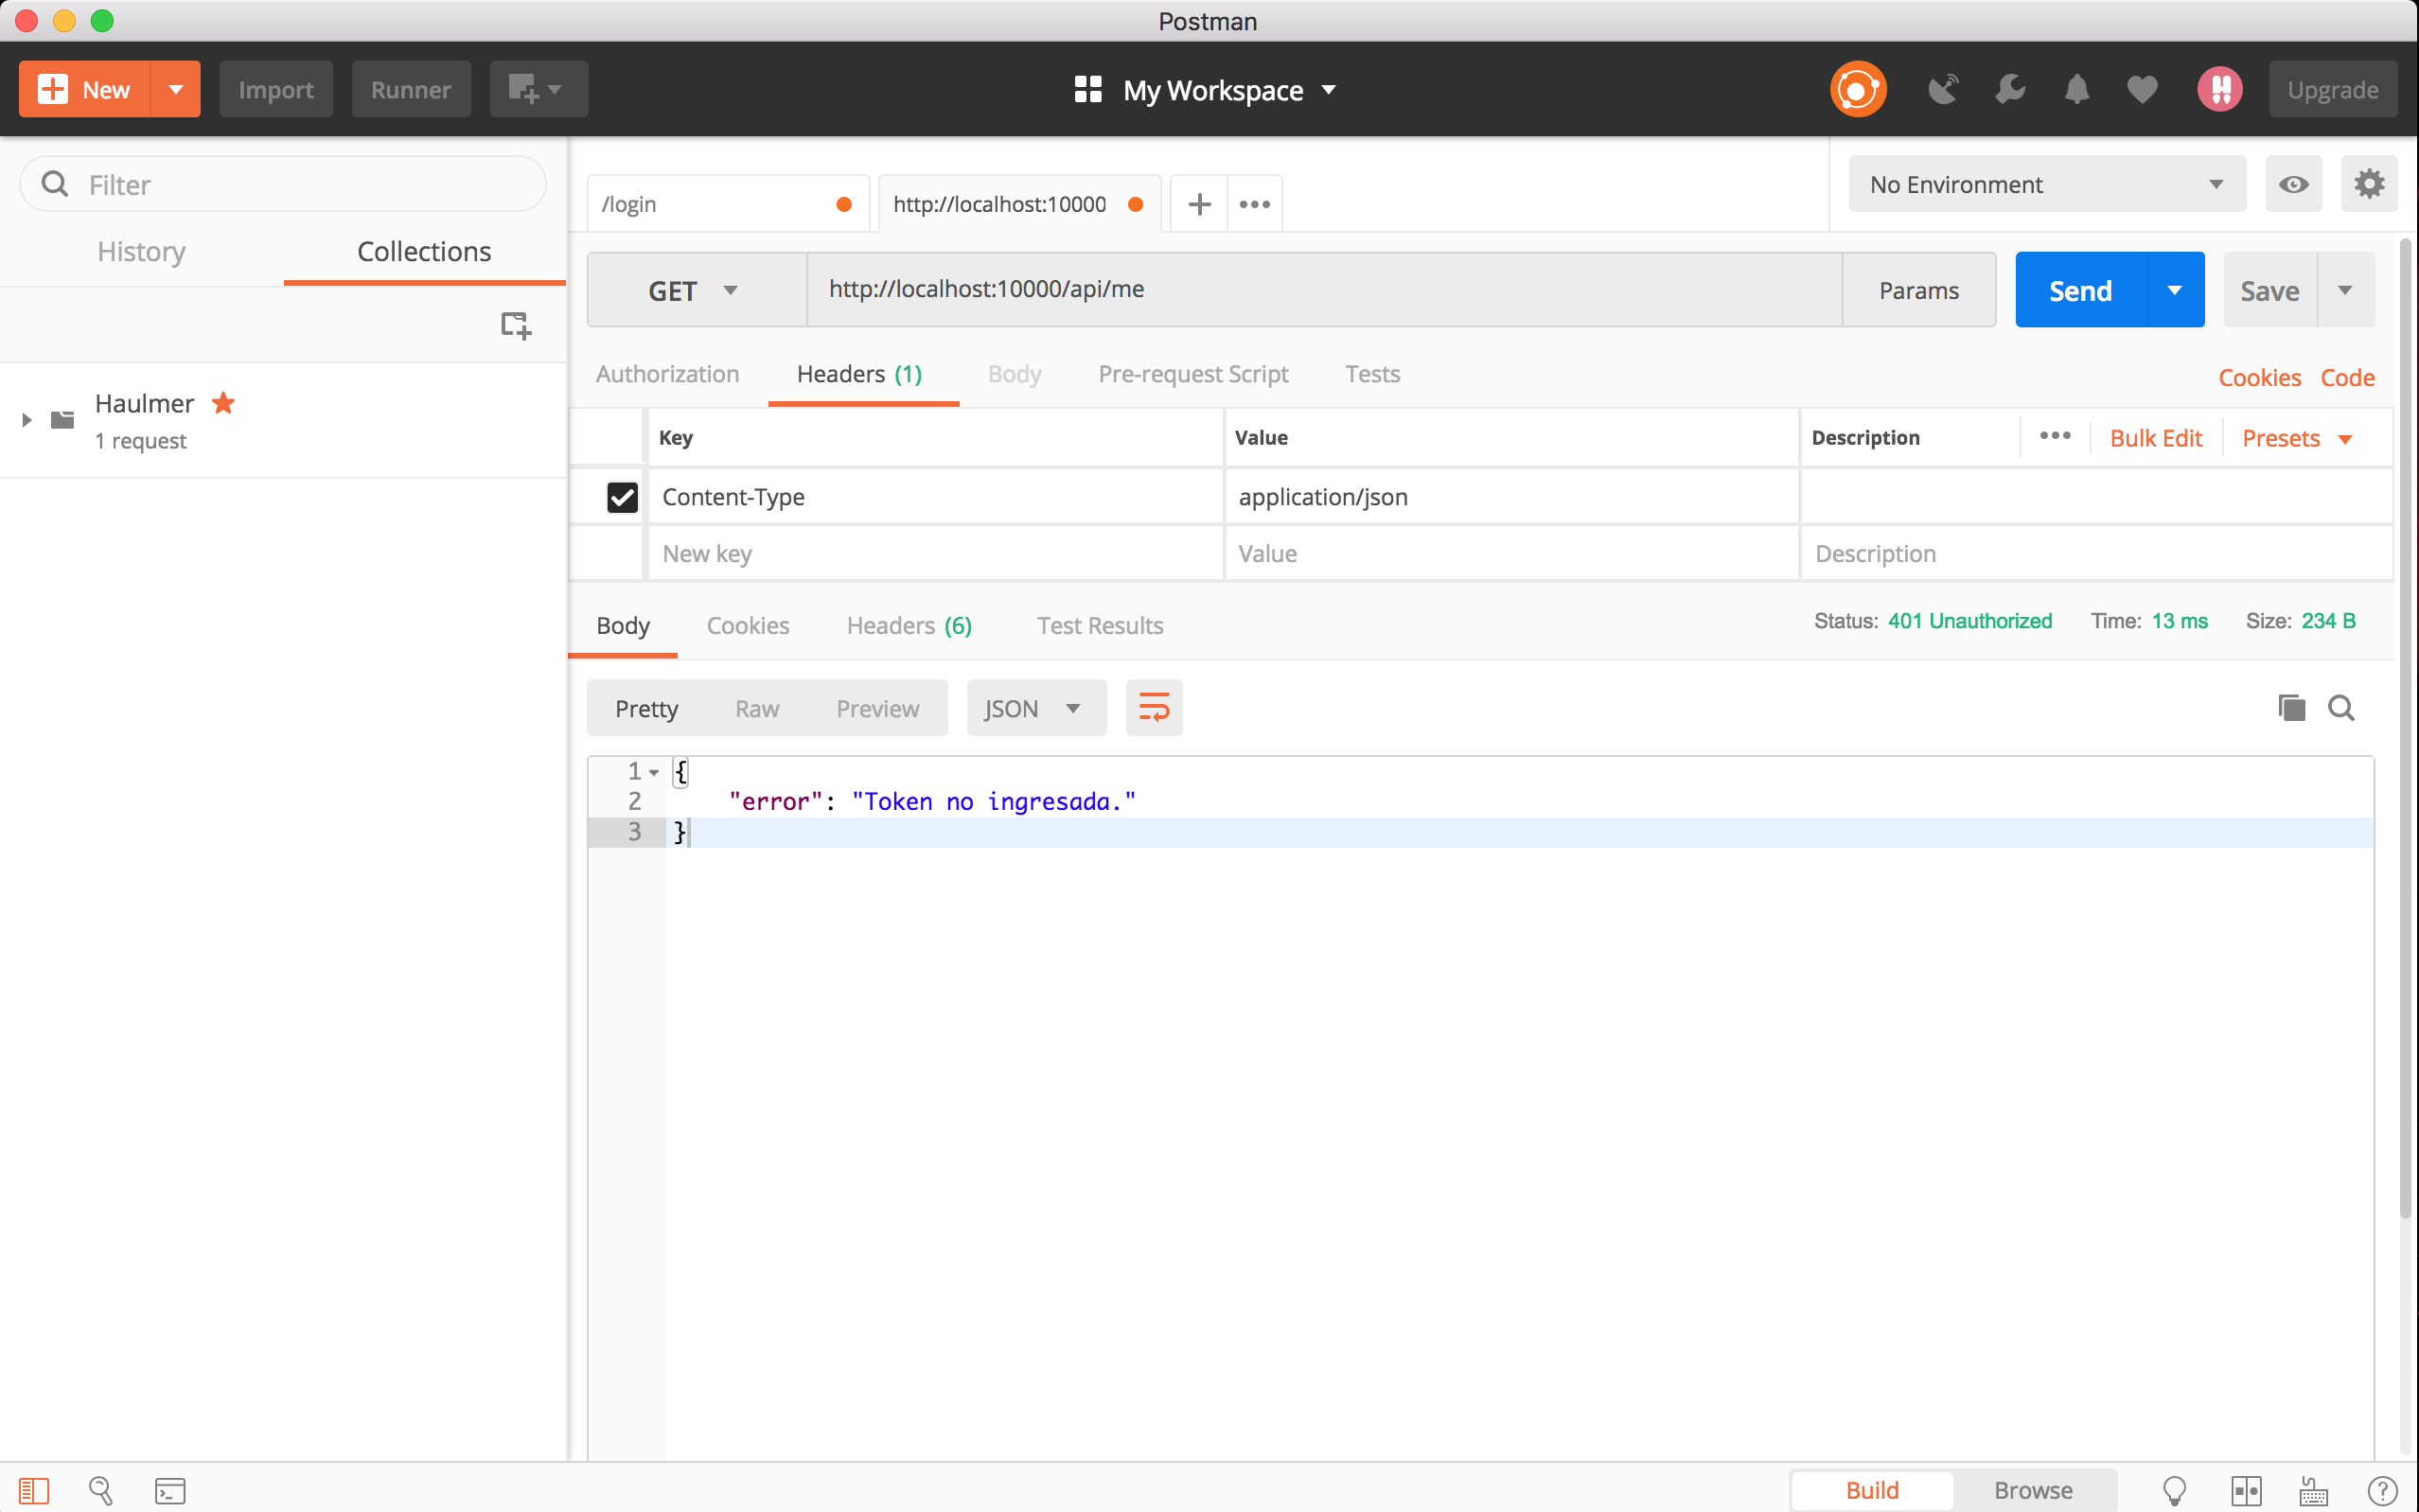 Postman
New
Import
Runner
My Workspace
Upgrade
Filter
History
Collections
Haulmer
1 request
/login
http://localhost:10000
No Environment
GET
http://localhost:10000/api/me
Params
Send
Save
Authorization
Headers (1)
Body
Pre-request Script
Tests
Cookies
Code
Key
Value
Description
Bulk Edit
Presets
Content-Type
application/json
New key
Value
Description
Body
Cookies
Headers (6)
Test Results
Status: 401 Unauthorized
Time: 13 ms
Size: 234 B
Pretty
Raw
Preview
JSON
1 {
2 "error": "Token no ingresada."
3 }
Build
Browse